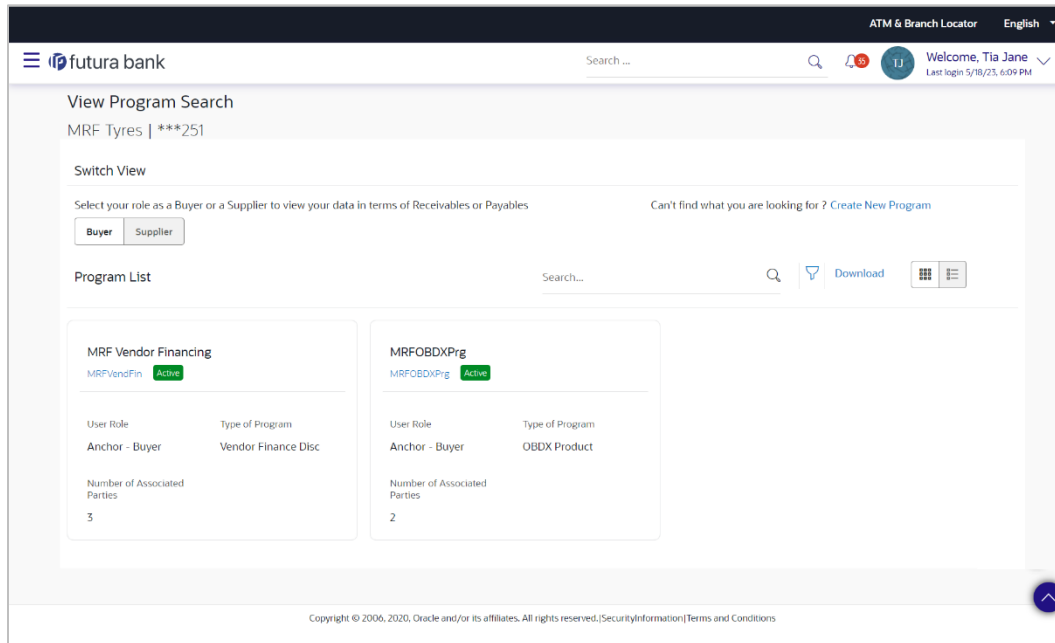 ATM & Branch Locator English
futura bank Search ... 35 TJ Welcome, Tia Jane
Last login 5/18/23, 6:09 PM
View Program Search
MRF Tyres | ***251
Switch View
Select your role as a Buyer or a Supplier to view your data in terms of Receivables or Payables Can't find what you are looking for ? Create New Program
Buyer Supplier
Program List Search... Download
MRF Vendor Financing
MRFVendFin Active
User Role Type of Program
Anchor - Buyer Vendor Finance Disc
Number of Associated
Parties
3
MRFOBDXPrg
MRFOBDXPrg Active
User Role Type of Program
Anchor - Buyer OBDX Product
Number of Associated
Parties
2
Copyright © 2006, 2020, Oracle and/or its affiliates. All rights reserved.|SecurityInformation|Terms and Conditions